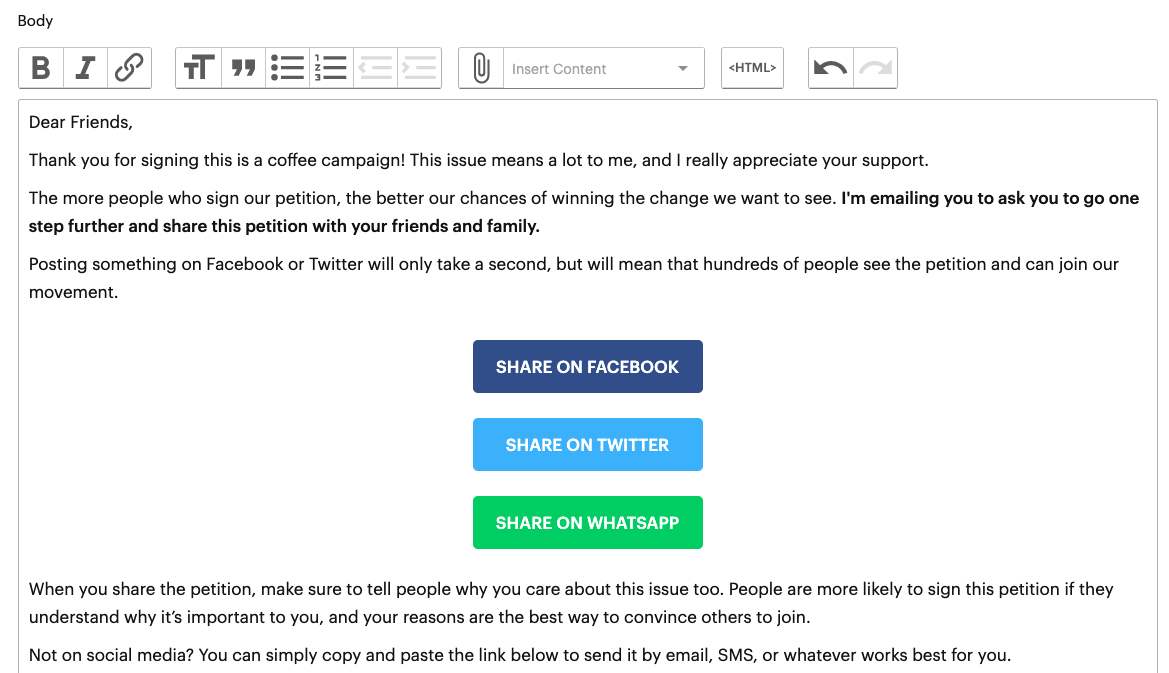 Body
Insert Content
<HTML>
Dear Friends,
Thank you for signing this is a coffee campaign! This issue means a lot to me, and I really appreciate your support.
The more people who sign our petition, the better our chances of winning the change we want to see. I'm emailing you to ask you to go one
step further and share this petition with your friends and family.
Posting something on Facebook or Twitter will only take a second, but will mean that hundreds of people see the petition and can join our
movement.
SHARE ON FACEBOOK
SHARE ON TWITTER
SHARE ON WHATSAPP
When you share the petition, make sure to tell people why you care about this issue too. People are more likely to sign this petition if they
understand why it’s important to you, and your reasons are the best way to convince others to join.
Not on social media? You can simply copy and paste the link below to send it by email, SMS, or whatever works best for you.